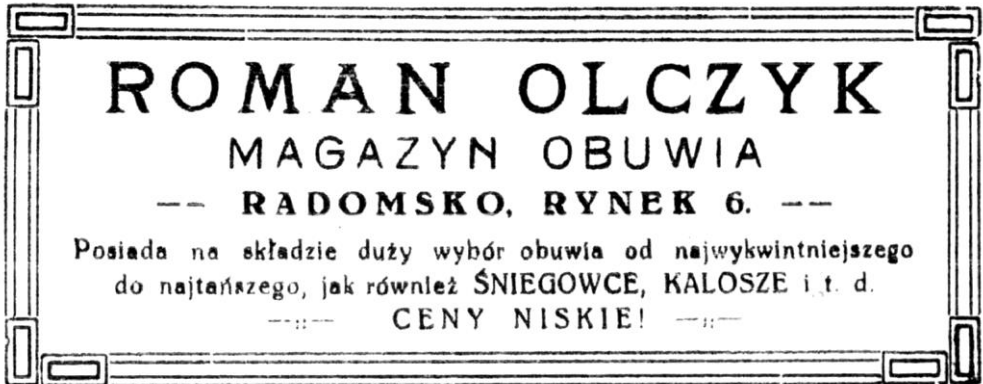 ROMAN OLCZYK
MAGAZYN OBUWIA
— — RADOMSKO, RYNEK 6. — —
Posiada na składzie duży wybór obuwia od najwykwintniejszego
do najtańszego, jak również ŚNIEGOWCE, KALOSZE i t. d.
—::— CENY NISKIE! —::—